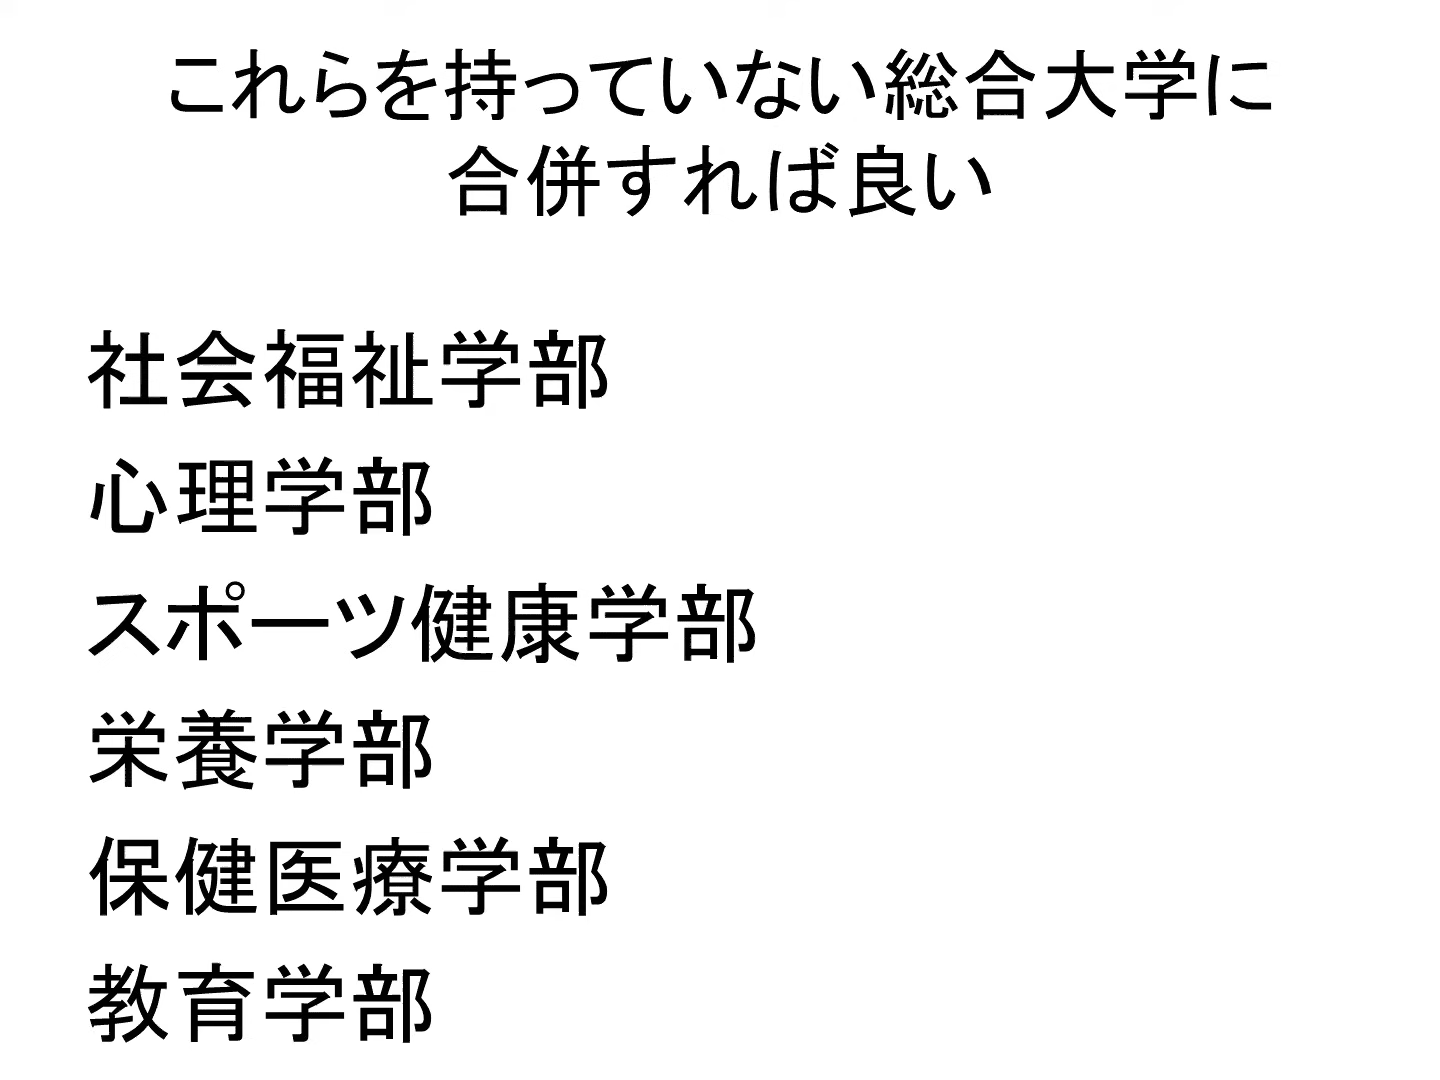 これらを持っていない総合大学に
合併すれば良い
社会福祉学部
心理学部
スポーツ健康学部
栄養学部
保健医療学部
教育学部